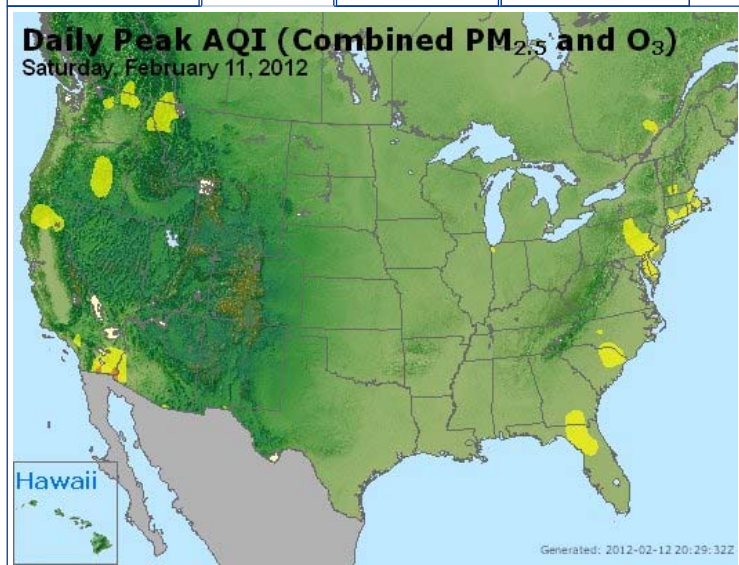 Daily Peak AQI (Combined PM2.5 and O3)
Saturday, February 11, 2012
Hawaii
Generated: 2012-02-12 20:29:32Z